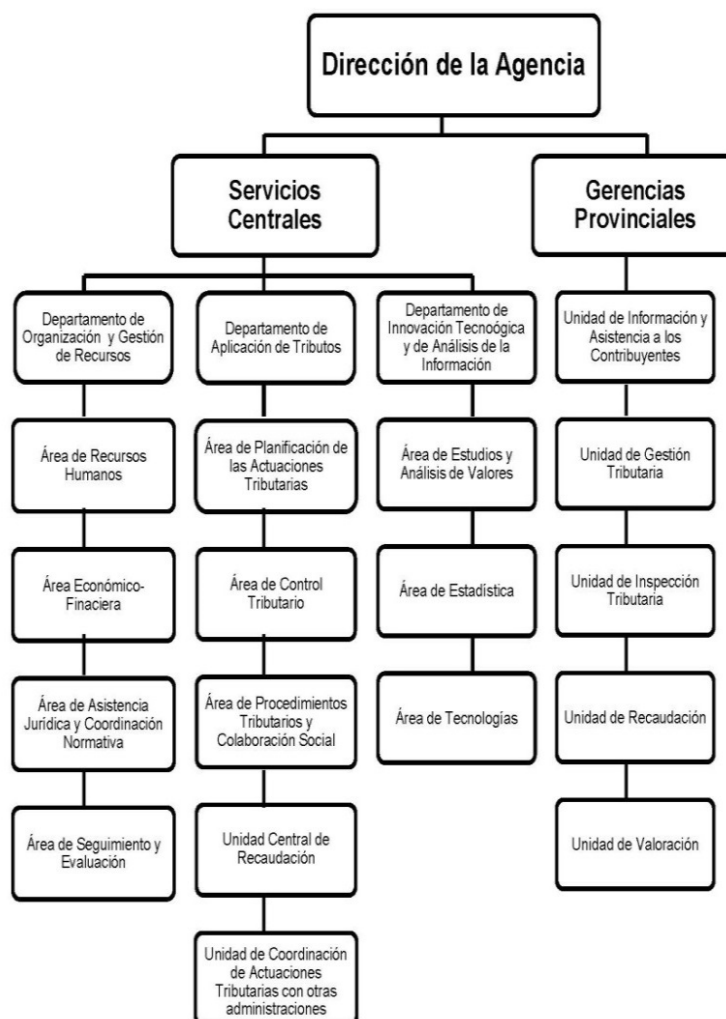 Dirección de la Agencia
Servicios
Centrales
Gerencias
Provinciales
Departamento de
Organización y Gestión
de Recursos
Departamento de
Aplicación de Tributos
Departamento de
Innovación Tecnoógica
y de Análisis de la
Información
Unidad de Información y
Asistencia a los
Contribuyentes
Área de Recursos
Humanos
Área de Planificación de
las Actuaciones
Tributarias
Área de Estudios y
Análisis de Valores
Unidad de Gestión
Tributaria
Área Económico-
Finaciera
Área de Control
Tributario
Área de Estadística
Unidad de Inspección
Tributaria
Área de Asistencia
Jurídica y Coordinación
Normativa
Área de Procedimientos
Tributarios y
Colaboración Social
Área de Tecnologías
Unidad de Recaudación
Área de Seguimiento y
Evaluación
Unidad Central de
Recaudación
Unidad de Valoración
Unidad de Coordinación
de Actuaciones
Tributarias con otras
administraciones